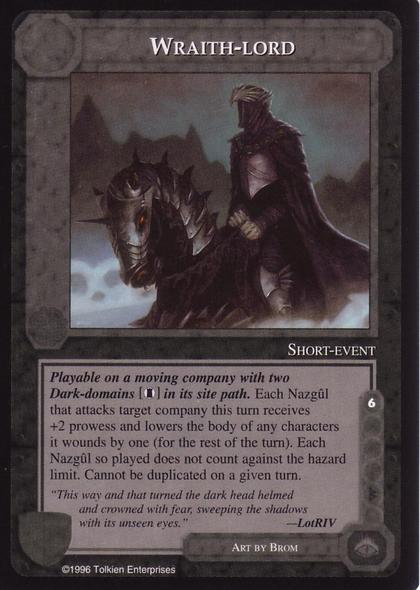 Wraith-lord
Short-event
Playable on a moving company with two
Dark-domains [ ] in its site path. Each Nazgûl
that attacks target company this turn receives
+2 prowess and lowers the body of any characters
it wounds by one (for the rest of the turn). Each
Nazgûl so played does not count against the hazard
limit. Cannot be duplicated on a given turn.
6
"This way and that turned the dark head helmed
and crowned with fear, sweeping the shadows
with its unseen eyes." —LotRIV
Art by Brom
©1996 Tolkien Enterprises